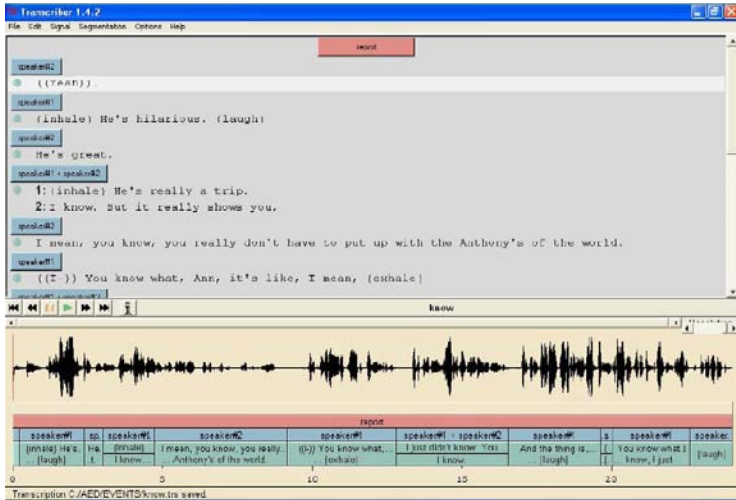 Transcriber 1.4.2
File Edit Signal Segmentation Options Help
report
speaker#2
((Yeah)).
speaker#1
(inhale) He's hilarious. (laugh)
speaker#2
He's great.
speaker#1 + speaker#2
1: (inhale) He's really a trip.
2: I know. But it really shows you.
speaker#2
I mean, you know, you really don't have to put up with the Anthony's of the world.
speaker#1
((I-)) You know what, Ann, it's like, I mean, (exhale)
know
report
speaker#1 sp. speaker#1 speaker#2 speaker#1 speaker#1 + speaker#2 speaker#1 .s speaker#1 speaker.
(inhale) He's.. He. (inhale) I mean, you know, you really.. ((I-)) You know what,... I just didn't know. You And the thing is,... You know what I (laugh)
... (laugh) I know... ... Anthony's of the world. ... (exhale) I know. ... (laugh) know, I just
0 5 10 15 20
Transcription C:/AED/EVENTS/know.trs saved.